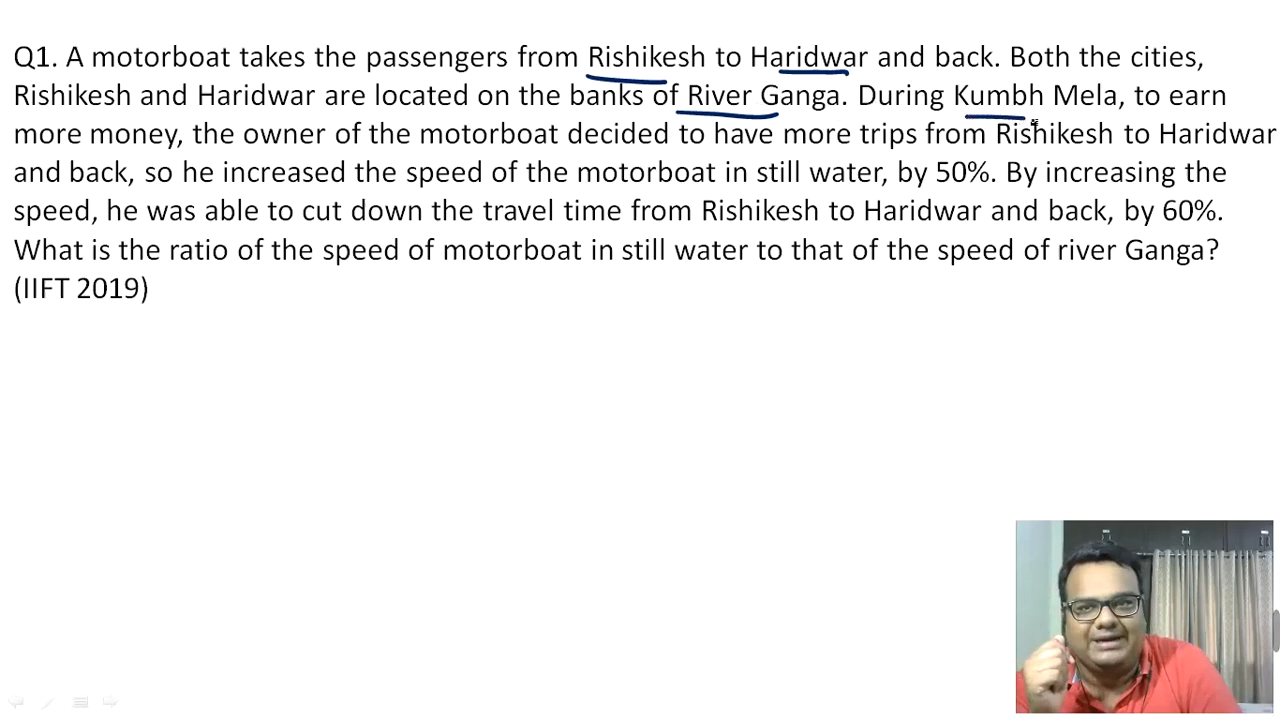 Q1. A motorboat takes the passengers from Rishikesh to Haridwar and back. Both the cities,
Rishikesh and Haridwar are located on the banks of River Ganga. During Kumbh Mela, to earn
more money, the owner of the motorboat decided to have more trips from Rishikesh to Haridwar
and back, so he increased the speed of the motorboat in still water, by 50%. By increasing the
speed, he was able to cut down the travel time from Rishikesh to Haridwar and back, by 60%.
What is the ratio of the speed of motorboat in still water to that of the speed of river Ganga?
(IIFT 2019)